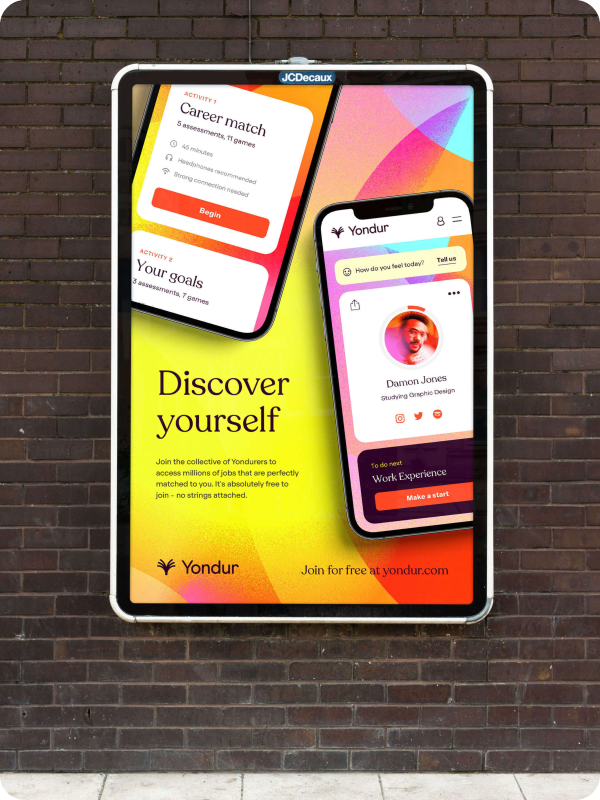 JCDecaux
ACTIVITY 1
Career match
5 assessments, 11 games
45 minutes
Headphones recommended
Strong connection needed
Begin
ACTIVITY 2
Your goals
3 assessments, 7 games
Yondur
How do you feel today?
Tell us
Damon Jones
Studying Graphic Design
To do next
Work Experience
Make a start
Discover
yourself
Join the collective of Yondurers to
access millions of jobs that are perfectly
matched to you. It's absolutely free to
join - no strings attached.
Yondur
Join for free at yondur.com